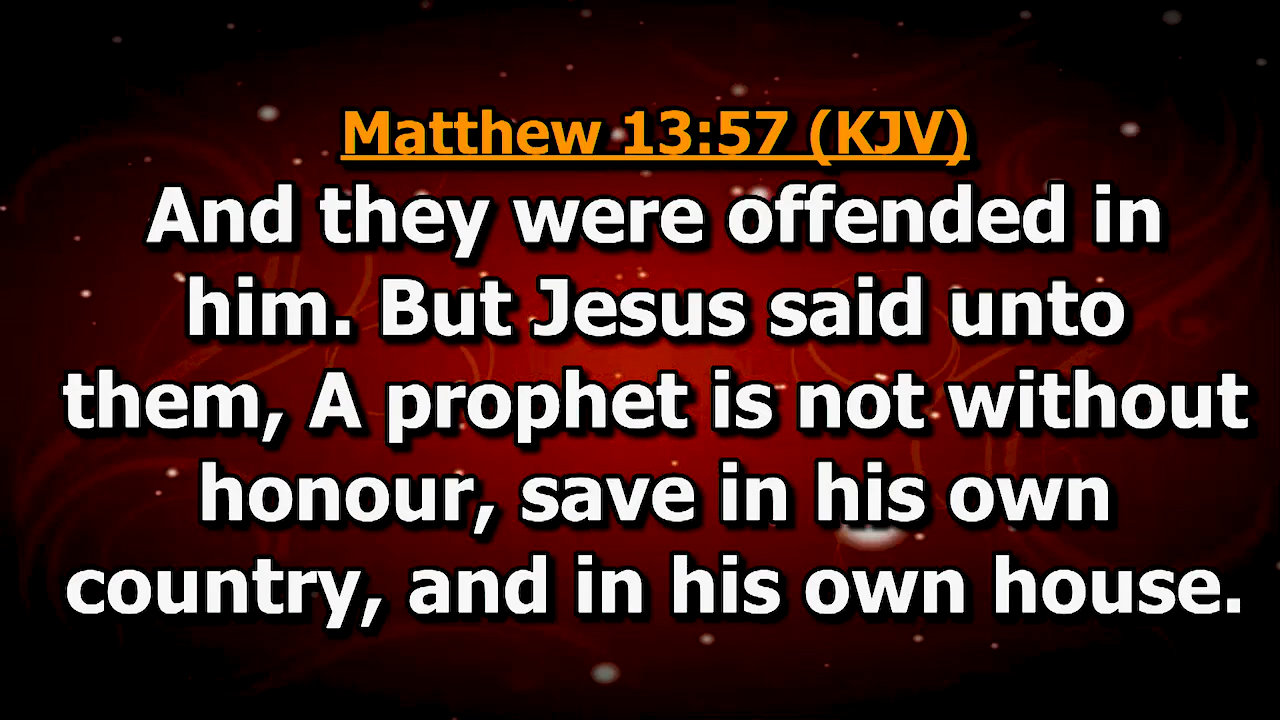 Matthew 13:57 (KJV)
And they were offended in
him. But Jesus said unto
them, A prophet is not without
honour, save in his own
country, and in his own house.